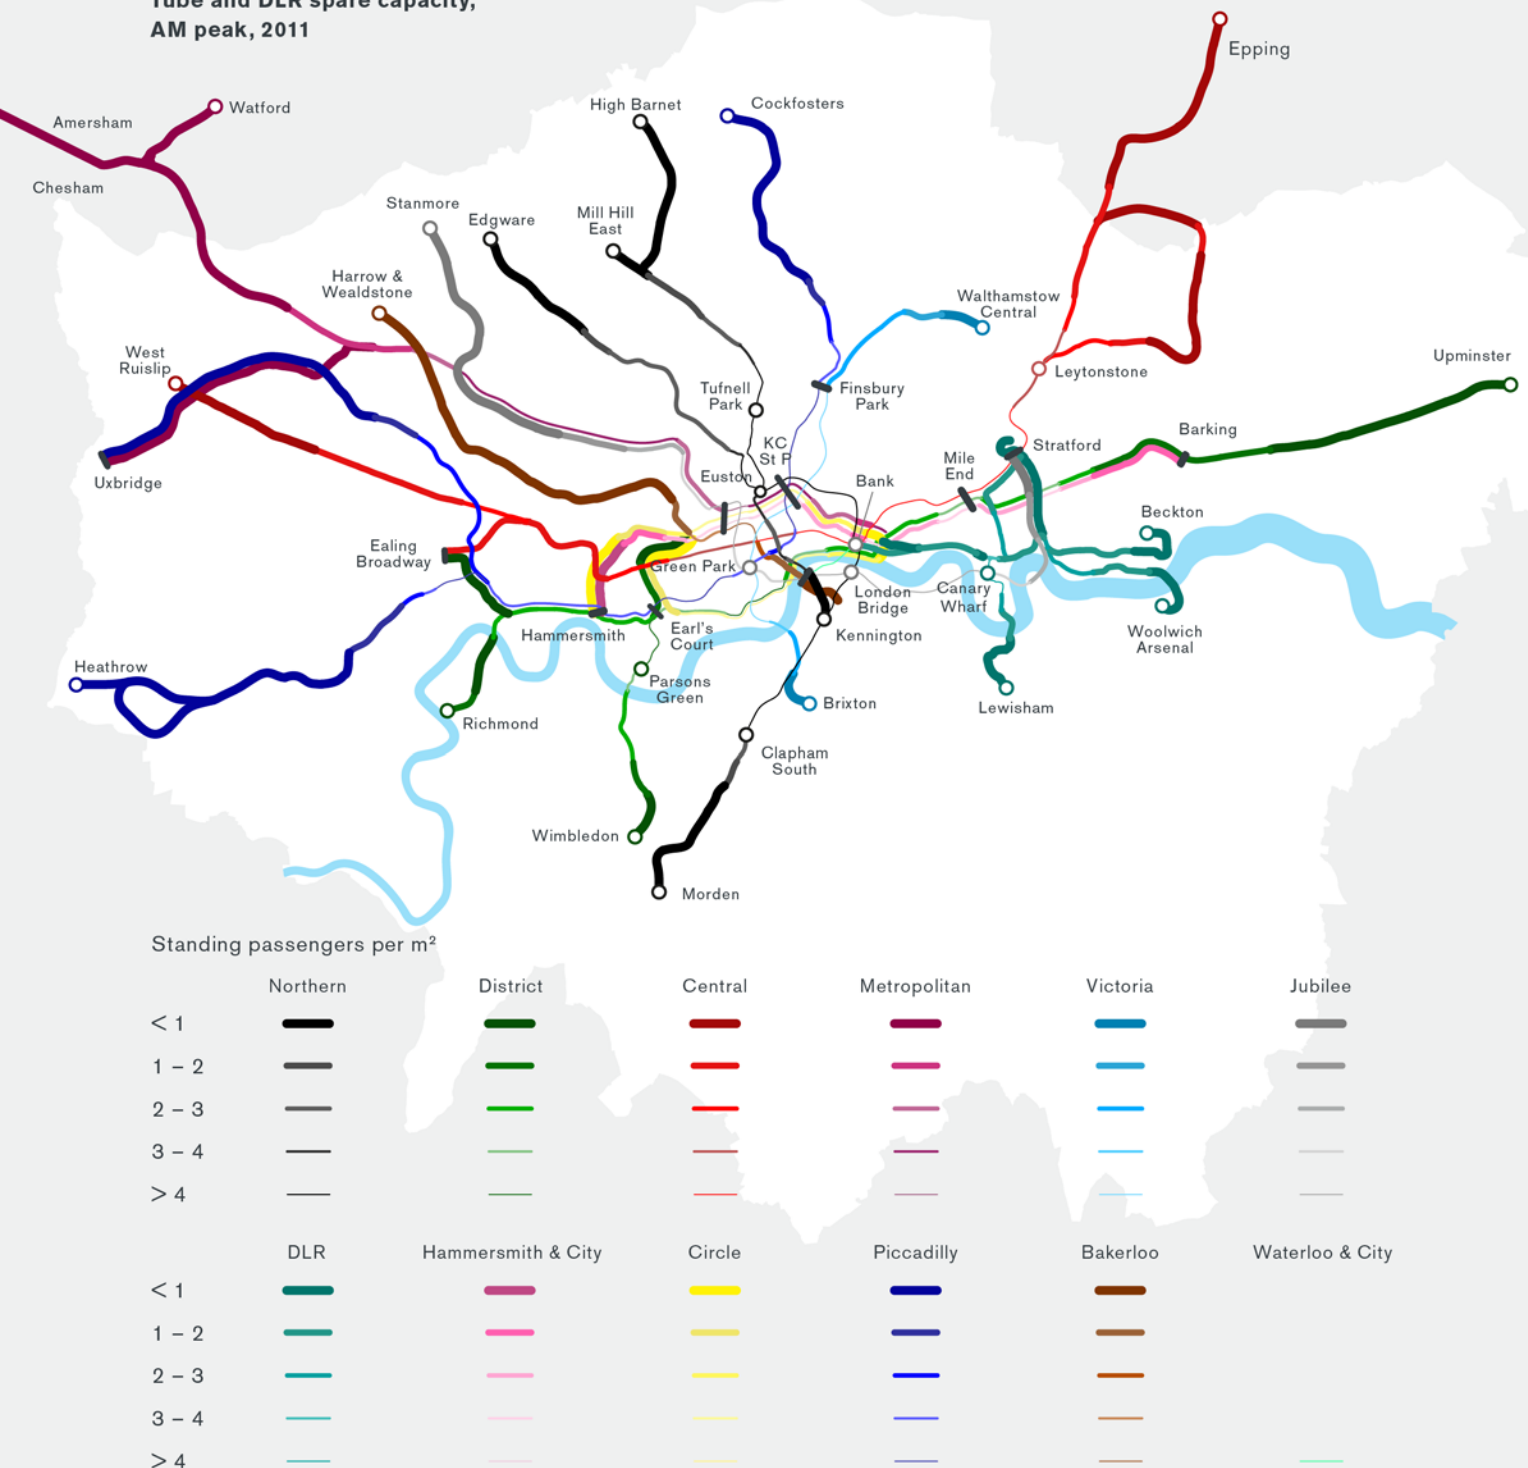 Tube and DLR spare capacity,
AM peak, 2011
Epping
Watford
Amersham
High Barnet
Cockfosters
Chesham
Stanmore
Edgware
Mill Hill
East
Harrow &
Wealdstone
Walthamstow
Central
West
Ruislip
Upminster
Leytonstone
Tufnell
Park
Finsbury
Park
KC
St P
Stratford
Barking
Mile
End
Uxbridge
Euston
Bank
Beckton
Ealing
Broadway
Green Park
London
Bridge
Canary
Wharf
Hammersmith
Earl's
Court
Kennington
Woolwich
Arsenal
Heathrow
Parsons
Green
Brixton
Lewisham
Richmond
Clapham
South
Wimbledon
Morden
Standing passengers per m²
Northern District Central Metropolitan Victoria Jubilee
< 1
1 – 2
2 – 3
3 – 4
> 4
DLR Hammersmith & City Circle Piccadilly Bakerloo Waterloo & City
< 1
1 – 2
2 – 3
3 – 4
> 4